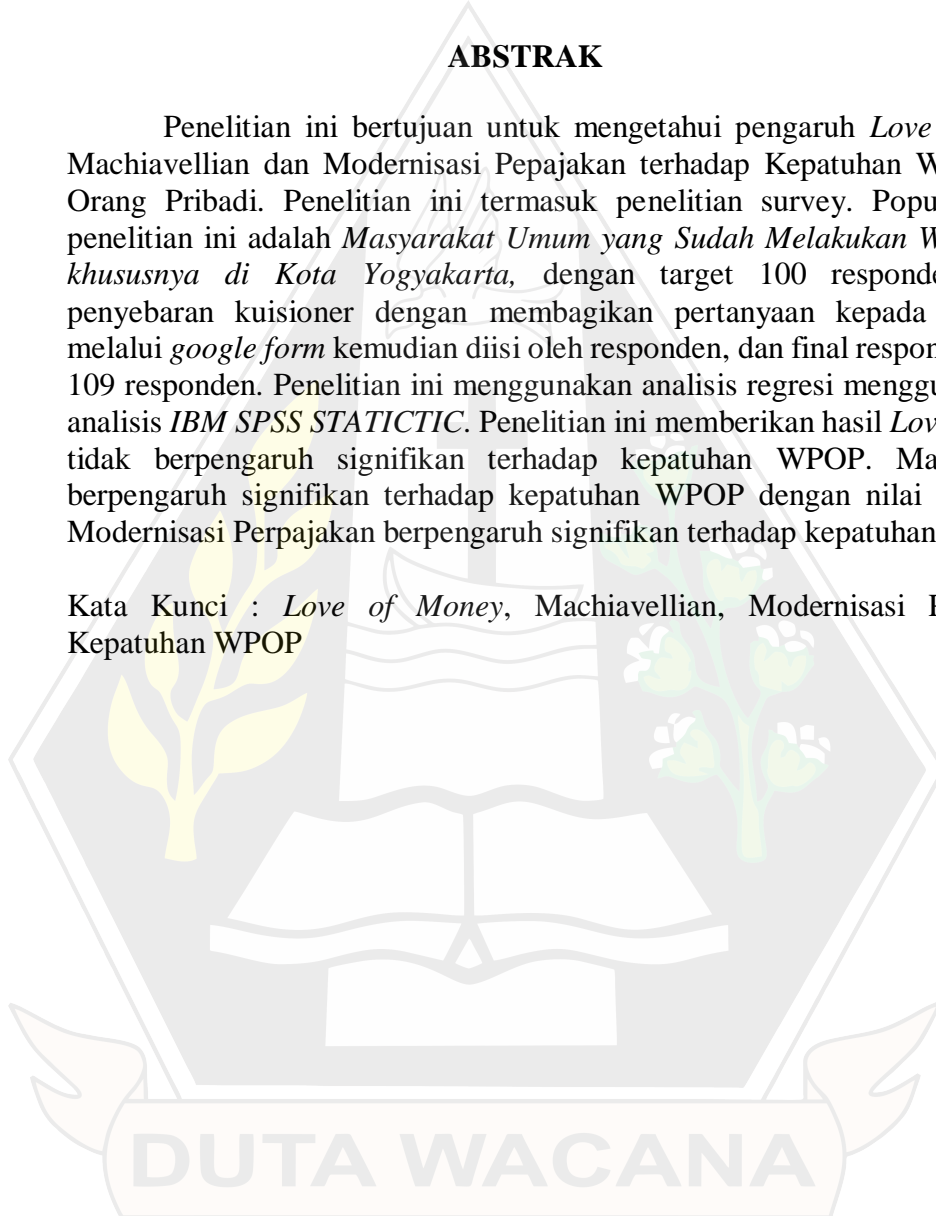 ABSTRAK
Penelitian ini bertujuan untuk mengetahui pengaruh Love
Machiavellian dan Modernisasi Pepajakan terhadap Kepatuhan W
Orang Pribadi. Penelitian ini termasuk penelitian survey. Popu
penelitian ini adalah Masyarakat Umum yang Sudah Melakukan W
khususnya di Kota Yogyakarta, dengan target 100 responde
penyebaran kuisioner dengan membagikan pertanyaan kepada
melalui google form kemudian diisi oleh responden, dan final respon
109 responden. Penelitian ini menggunakan analisis regresi menggu
analisis IBM SPSS STATICTIC. Penelitian ini memberikan hasil Lov
tidak berpengaruh signifikan terhadap kepatuhan WPOP. Ma
berpengaruh signifikan terhadap kepatuhan WPOP dengan nilai
Modernisasi Perpajakan berpengaruh signifikan terhadap kepatuhan
Kata Kunci : Love of Money, Machiavellian, Modernisasi
Kepatuhan WPOP
DUTA WACANA